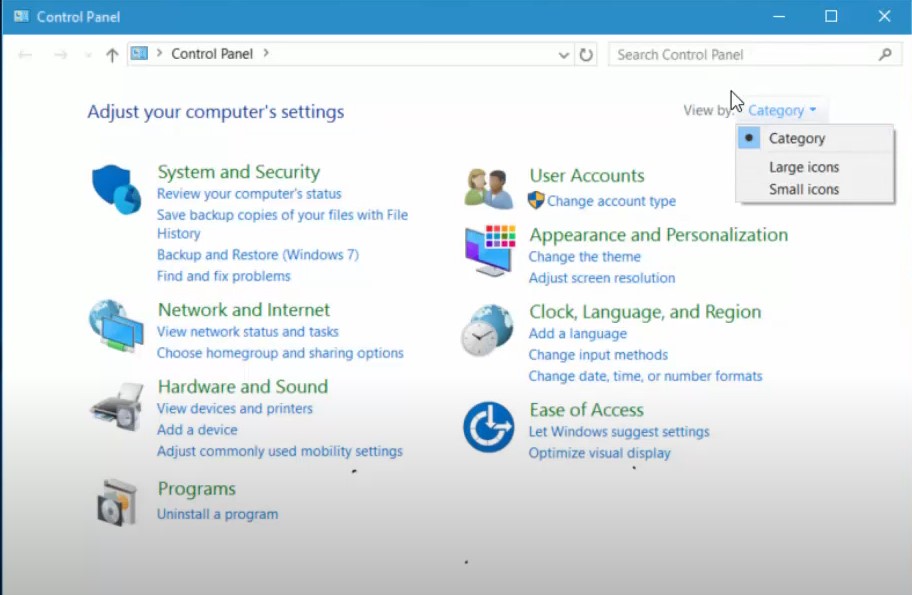 Control Panel
Control Panel
Search Control Panel
Adjust your computer's settings
View by:
Category
Category
Large icons
Small icons
System and Security
Review your computer's status
Save backup copies of your files with File
History
Backup and Restore (Windows 7)
Find and fix problems
Network and Internet
View network status and tasks
Choose homegroup and sharing options
Hardware and Sound
View devices and printers
Add a device
Adjust commonly used mobility settings
Programs
Uninstall a program
User Accounts
Change account type
Appearance and Personalization
Change the theme
Adjust screen resolution
Clock, Language, and Region
Add a language
Change input methods
Change date, time, or number formats
Ease of Access
Let Windows suggest settings
Optimize visual display